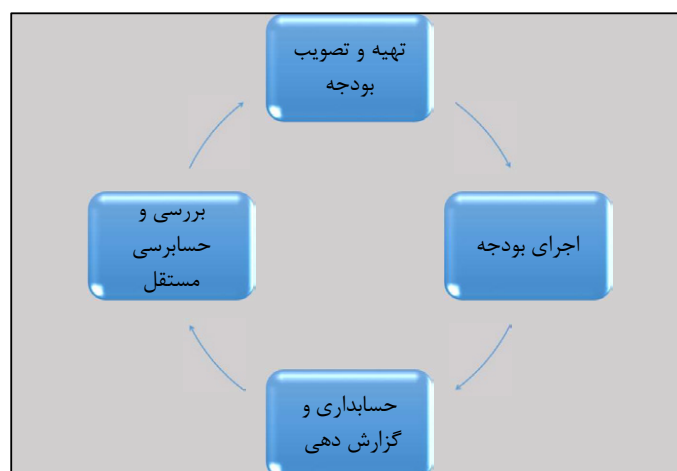 تهیه و تصویب
بودجه
اجرای بودجه
حسابداری و
گزارش دهی
بررسی و
حسابرسی
مستقل